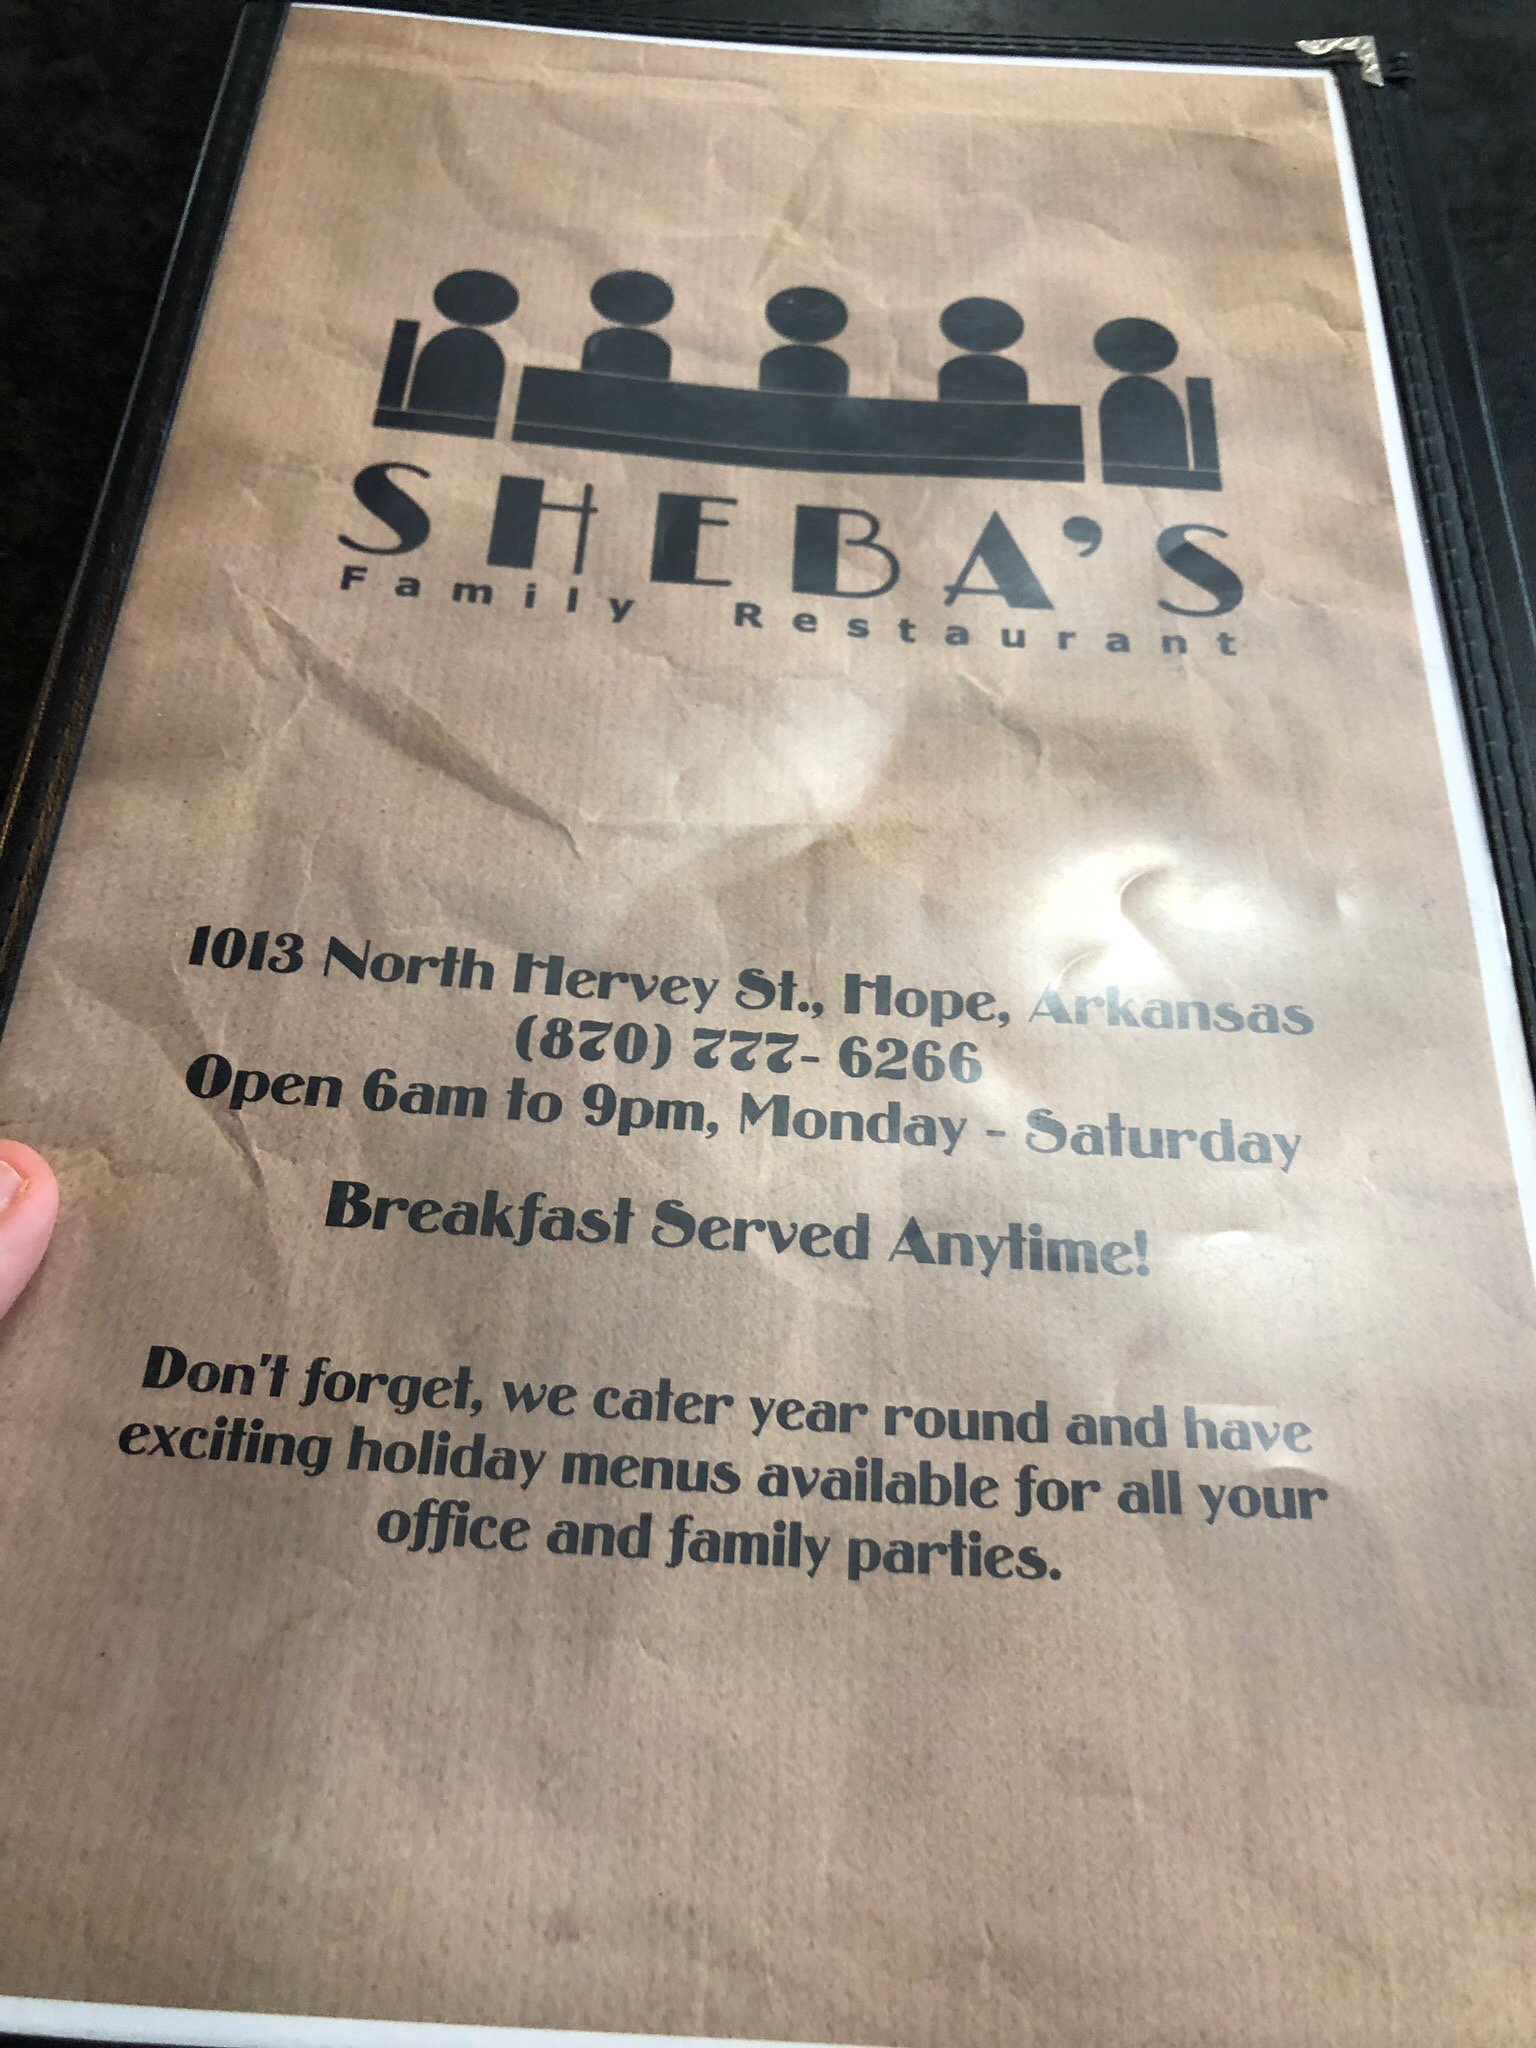 SHEBA'S
Family Restaurant
1013 North Hervey St., Hope, Arkansas
(870) 777- 6266
Open 6am to 9pm, Monday - Saturday
Breakfast Served Anytime!
Don't forget, we cater year round and have
exciting holiday menus available for all your
office and family parties.